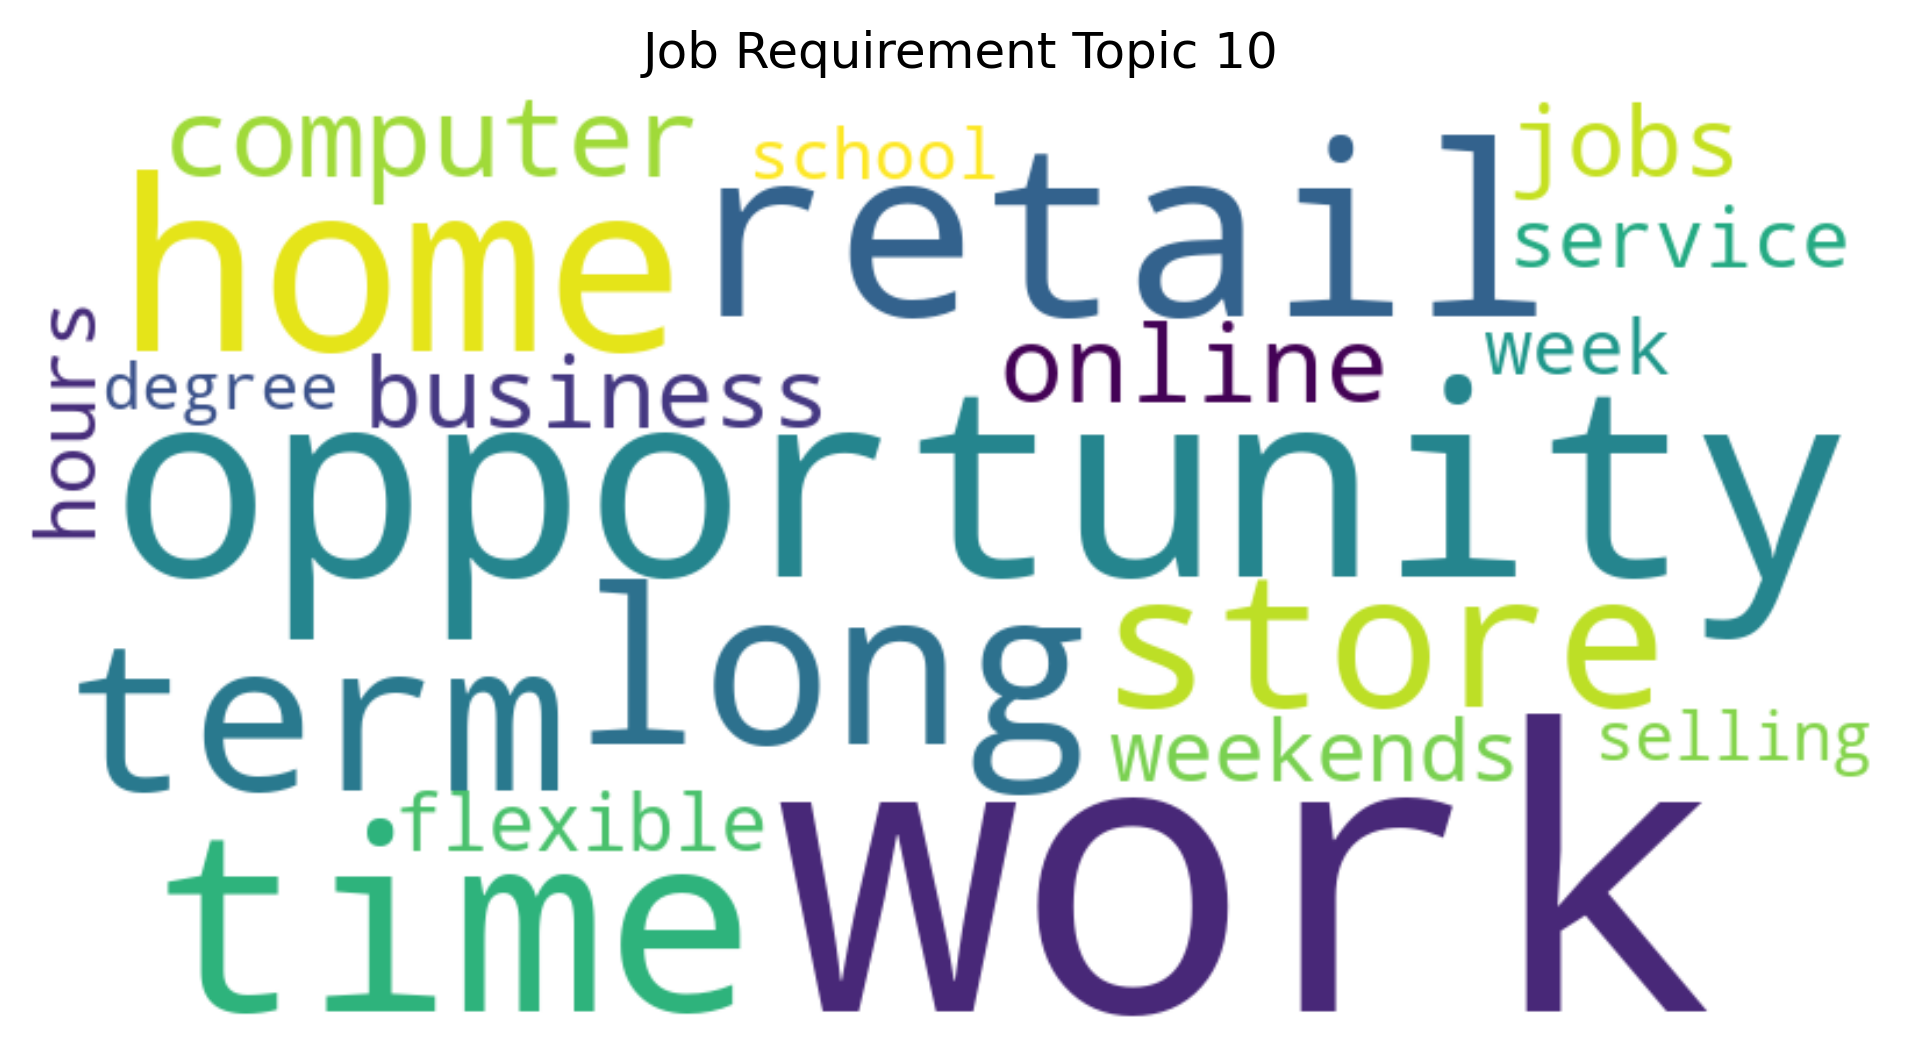 Job Requirement Topic 10
computer
school
jobs
home
retail
service
hours
degree
business
online
week
opportunity
term
long
store
weekends
selling
flexible
time
work